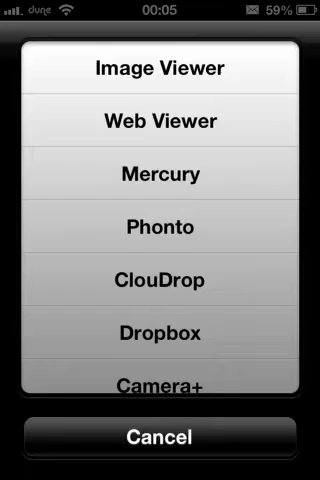 dune 00:05 59%
Image Viewer
Web Viewer
Mercury
Phonto
ClouDrop
Dropbox
Camera+
Cancel